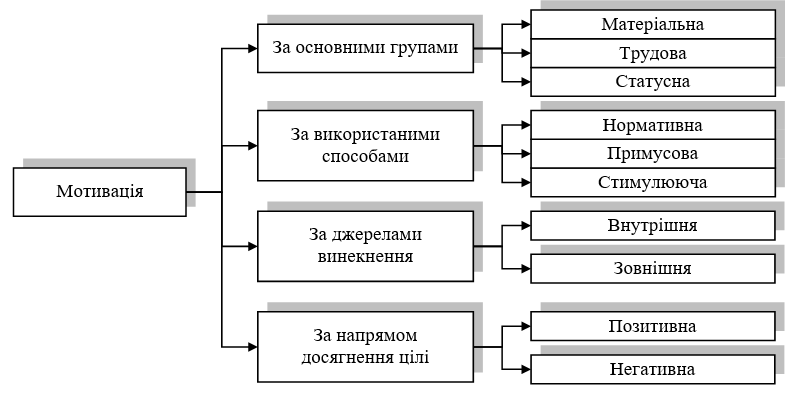 Мотивація
За основними групами
Матеріальна
Трудова
Статусна
За використаними
способами
Нормативна
Примусова
Стимулююча
За джерелами
винекнення
Внутрішня
Зовнішня
За напрямом
досягнення цілі
Позитивна
Негативна